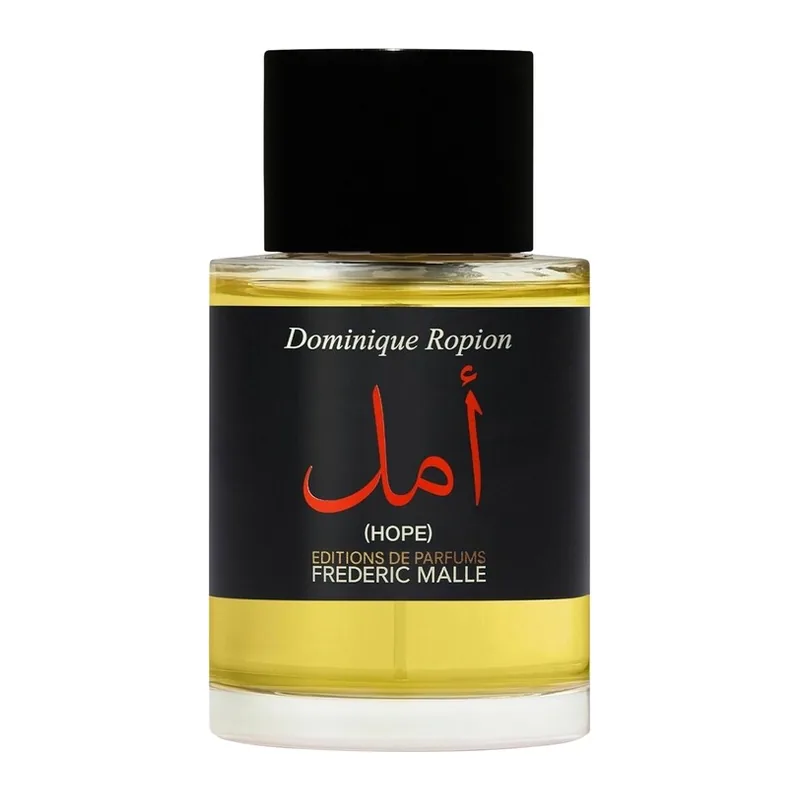 Dominique Ropion
أمل
(HOPE)
EDITIONS DE PARFUMS
FREDERIC MALLE